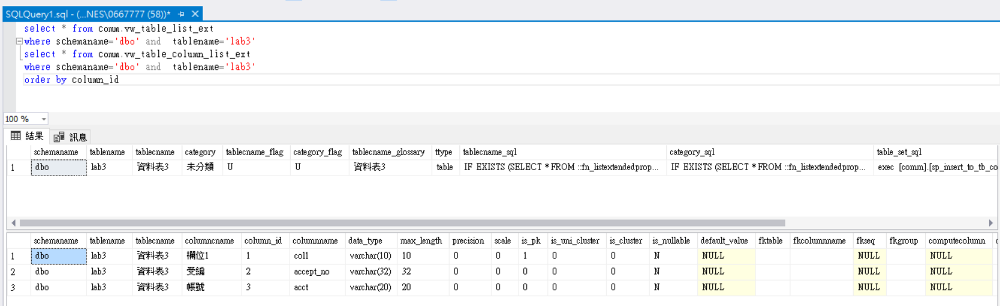 SQLQuery1.sql - (...NES\0667777 (58))*
select * from comm.vw_table_list_ext
where schemaname='dbo' and  tablename='lab3'
select * from comm.vw_table_column_list_ext
where schemaname='dbo' and  tablename='lab3'
order by column_id
100 %
結果 訊息
schemaname tablename tablecname category tablecname_flag category_flag tablecname_glossary ttype tablecname_sql category_sql table_set_sql
1 dbo lab3 資料表3 未分類 U U 資料表3 table IF EXISTS (SELECT * FROM ::fn_listextendedprop... IF EXISTS (SELECT * FROM ::fn_listextendedprop... exec [comm].[sp_insert_to_tb_co
schemaname tablename tablecname columncname column_id columnname data_type max_length precision scale is_pk is_uni_cluster is_cluster is_nullable default_value fktable fkcolumnname fkseq fkgroup computecolumn
1 dbo lab3 資料表3 欄位1 1 col1 varchar(10) 10 0 0 1 0 0 N NULL NULL NULL
2 dbo lab3 資料表3 受編 2 accept_no varchar(32) 32 0 0 0 0 0 N NULL NULL NULL
3 dbo lab3 資料表3 帳號 3 acct varchar(20) 20 0 0 0 0 0 N NULL NULL NULL